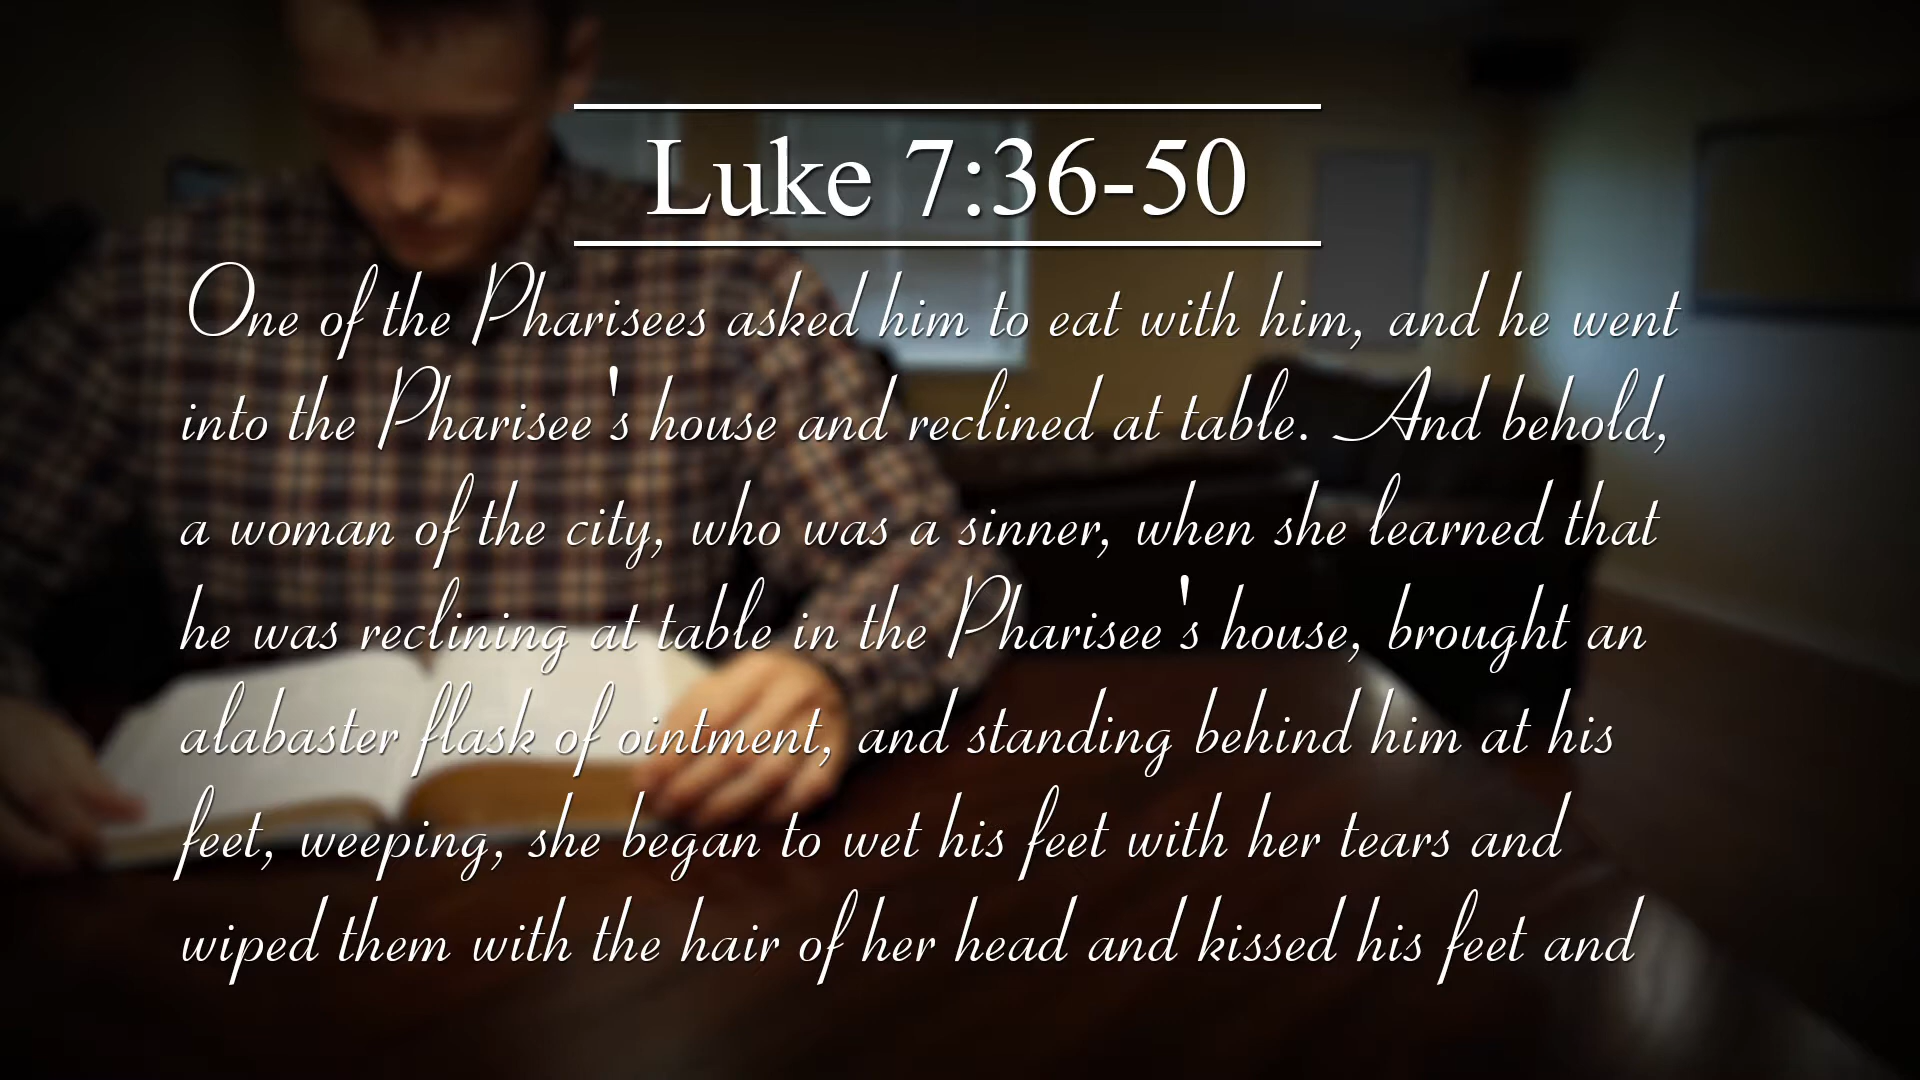 Luke 7:36-50
One of the Pharisees asked him to eat with him, and he went
into the Pharisee's house and reclined at table. And behold,
a woman of the city, who was a sinner, when she learned that
he was reclining at table in the Pharisee's house, brought an
alabaster flask of ointment, and standing behind him at his
feet, weeping, she began to wet his feet with her tears and
wiped them with the hair of her head and kissed his feet and